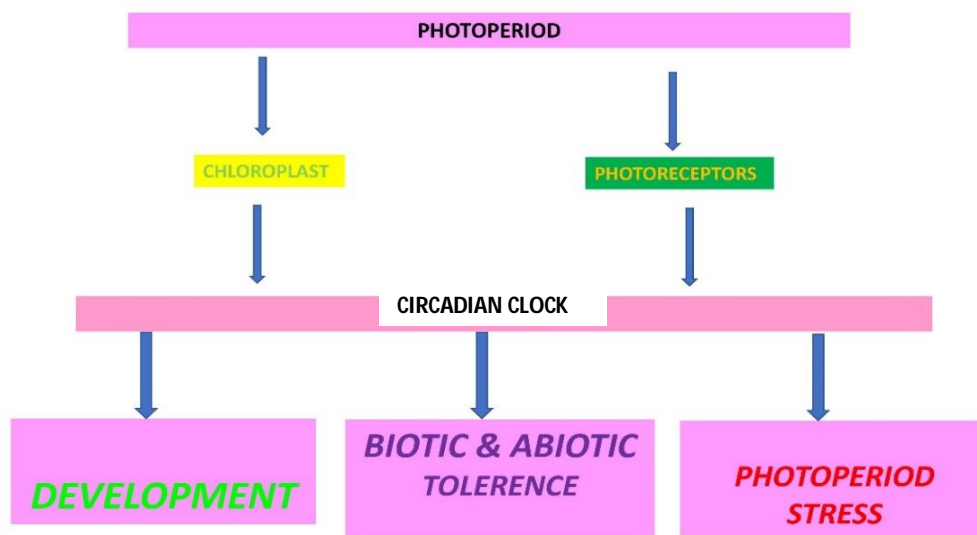 PHOTOPERIOD
CHLOROPLAST
PHOTORECEPTORS
CIRCADIAN CLOCK
DEVELOPMENT
BIOTIC & ABIOTIC
TOLERENCE
PHOTOPERIOD
STRESS